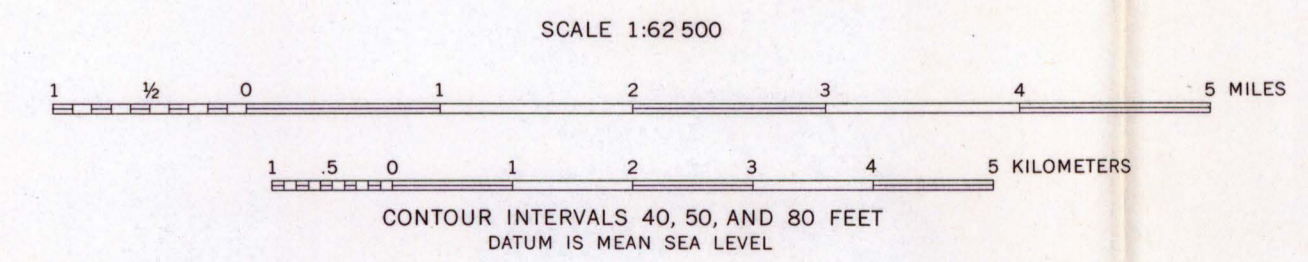 SCALE 1:62 500
1 ½ 0 1 2 3 4 5 MILES
1 .5 0 1 2 3 4 5 KILOMETERS
CONTOUR INTERVALS 40, 50, AND 80 FEET
DATUM IS MEAN SEA LEVEL